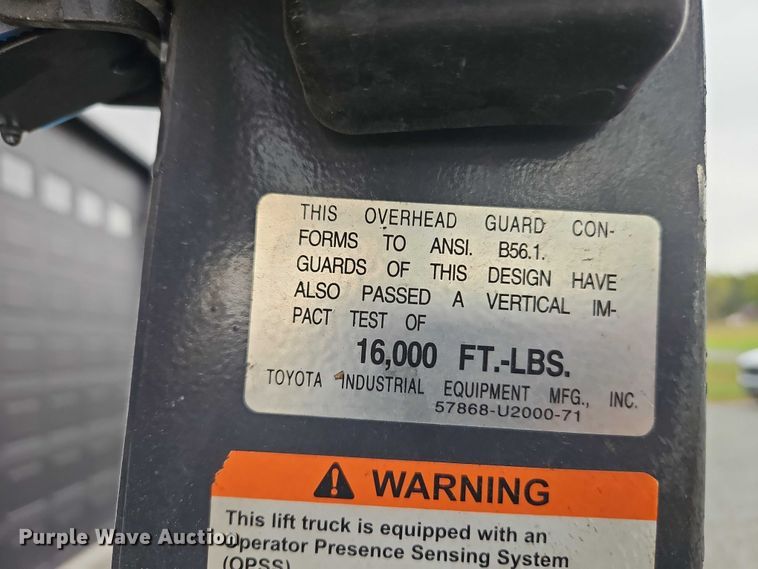 THIS OVERHEAD GUARD CON-
FORMS TO ANSI. B56.1.
GUARDS OF THIS DESIGN HAVE
ALSO PASSED A VERTICAL IM-
PACT TEST OF
16,000 FT.-LBS.
TOYOTA INDUSTRIAL EQUIPMENT MFG., INC.
57868-U2000-71
WARNING
This lift truck is equipped with an
Operator Presence Sensing System
(OPSS)
Purple Wave Auction